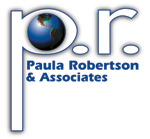 p.r.
Paula Robertson
& Associates